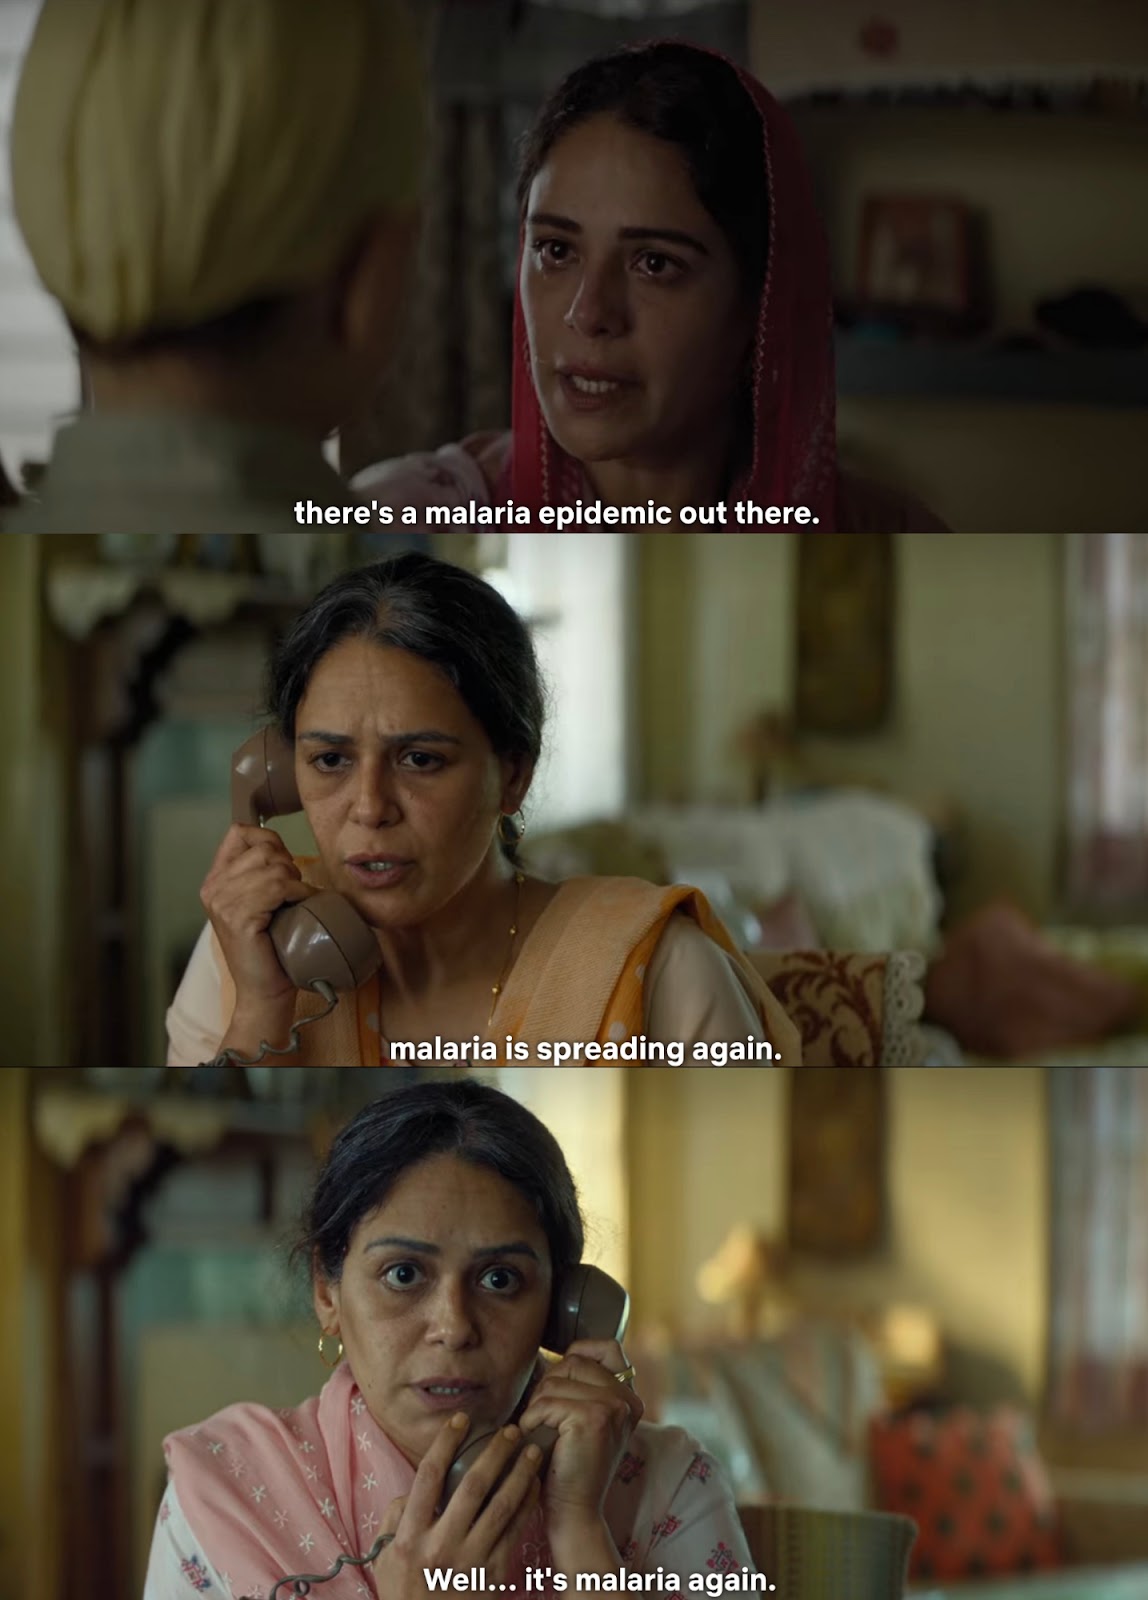 there's a malaria epidemic out there.
malaria is spreading again.
Well... it's malaria again.